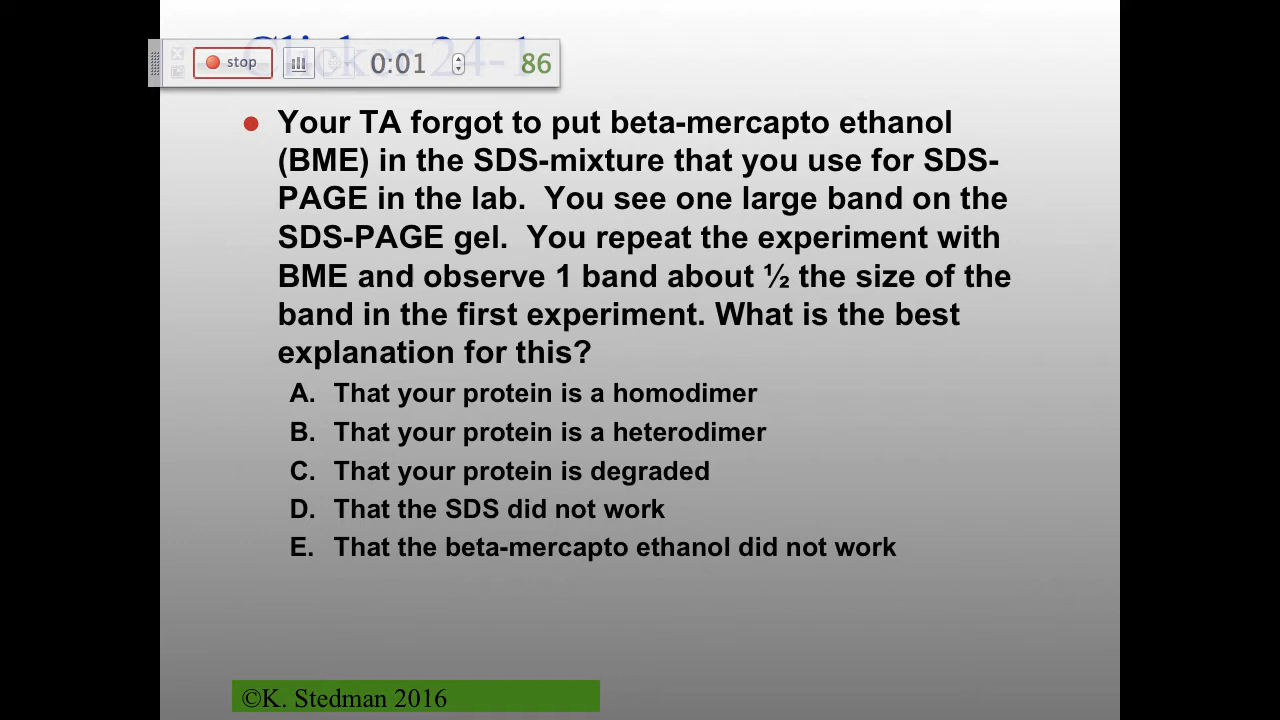 Clicker 24-1
stop 0:01 86
• Your TA forgot to put beta-mercapto ethanol
(BME) in the SDS-mixture that you use for SDS-
PAGE in the lab. You see one large band on the
SDS-PAGE gel. You repeat the experiment with
BME and observe 1 band about ½ the size of the
band in the first experiment. What is the best
explanation for this?
A. That your protein is a homodimer
B. That your protein is a heterodimer
C. That your protein is degraded
D. That the SDS did not work
E. That the beta-mercapto ethanol did not work
©K. Stedman 2016